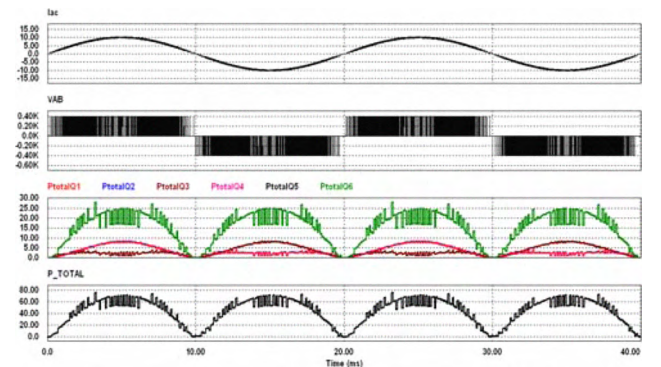 Iac
15.00
10.00
5.00
0.0
-5.00
-10.00
-15.00
VAB
0.40K
0.20K
0.0K
-0.20K
-0.40K
-0.60K
PtotalQ1 PtotalQ2 PtotalQ3 PtotalQ4 PtotalQ5 PtotalQ6
30.00
25.00
20.00
15.00
10.00
5.00
0.0
P_TOTAL
80.00
60.00
40.00
20.00
0.00
0.0 10.00 20.00 30.00 40.00
Time (ms)